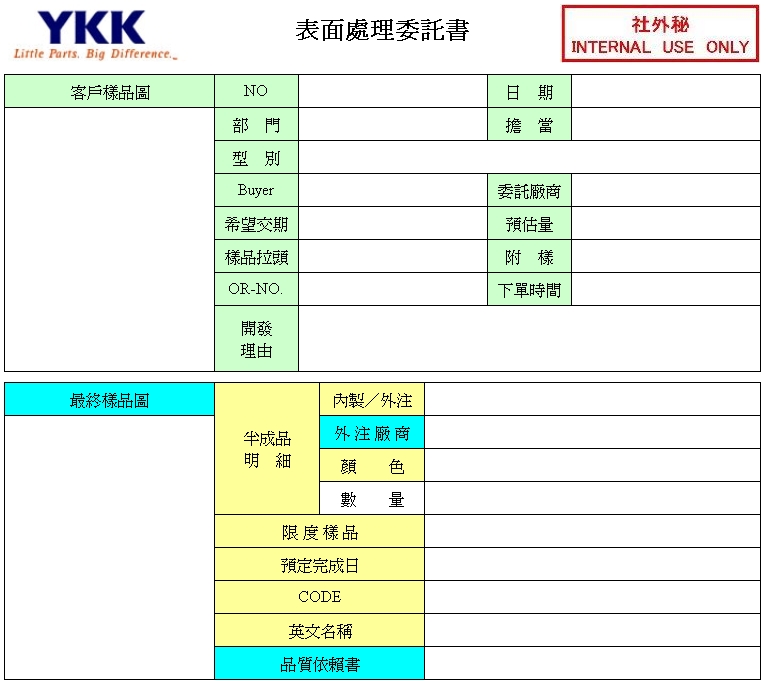 YKK
Little Parts. Big Difference.
表面處理委託書
社外秘
INTERNAL USE ONLY
客戶樣品圖
NO
日 期
部 門
擔 當
型 別
Buyer
委託廠商
希望交期
預估量
樣品拉頭
附 樣
OR-NO.
下單時間
開發
理由
最終樣品圖
半成品
明 細
內製／外注
外注廠商
顏 色
數 量
限度樣品
預定完成日
CODE
英文名稱
品質依賴書